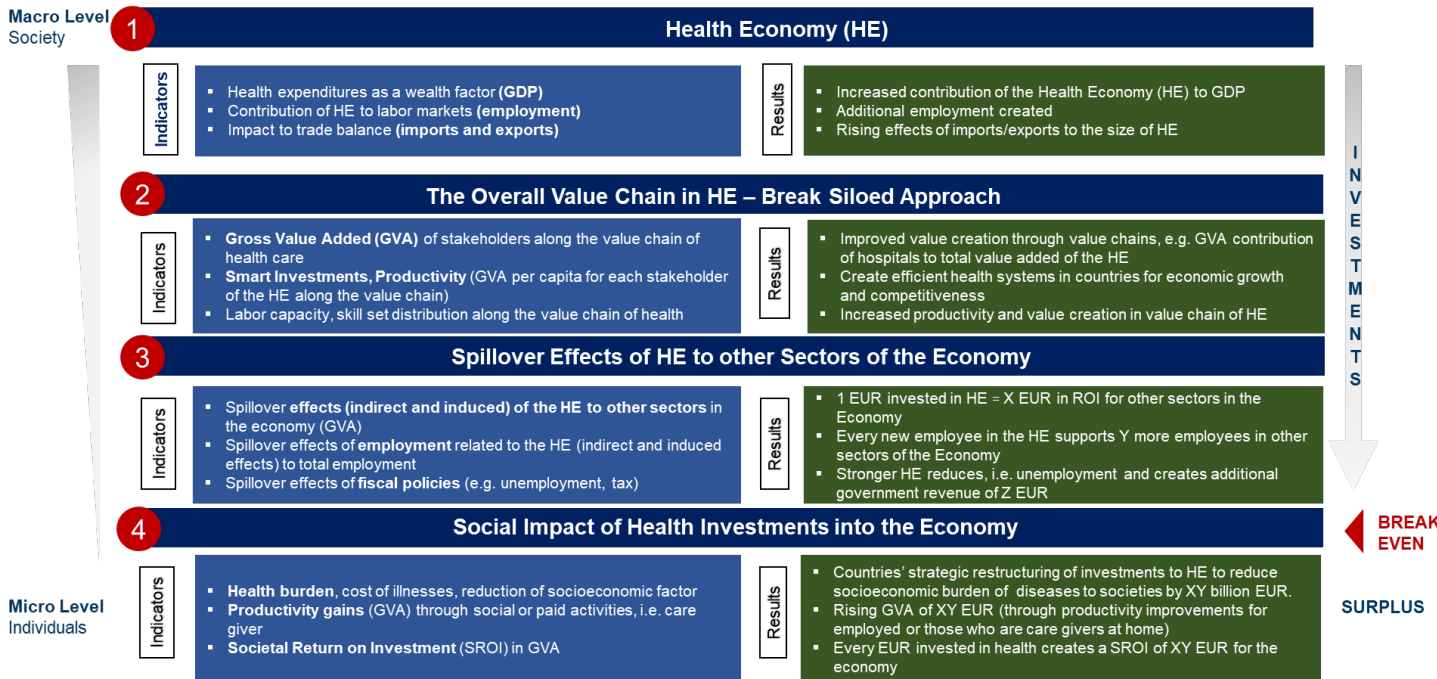 Macro Level
Society
1
Health Economy (HE)
Indicators
▪ Health expenditures as a wealth factor (GDP)
▪ Contribution of HE to labor markets (employment)
▪ Impact to trade balance (imports and exports)
Results
▪ Increased contribution of the Health Economy (HE) to GDP
▪ Additional employment created
▪ Rising effects of imports/exports to the size of HE
2
The Overall Value Chain in HE – Break Siloed Approach
Indicators
▪ Gross Value Added (GVA) of stakeholders along the value chain of
health care
▪ Smart Investments, Productivity (GVA per capita for each stakeholder
of the HE along the value chain)
▪ Labor capacity, skill set distribution along the value chain of health
Results
▪ Improved value creation through value chains, e.g. GVA contribution
of hospitals to total value added of the HE
▪ Create efficient health systems in countries for economic growth
and competitiveness
▪ Increased productivity and value creation in value chain of HE
3
Spillover Effects of HE to other Sectors of the Economy
Indicators
▪ Spillover effects (indirect and induced) of the HE to other sectors in
the economy (GVA)
▪ Spillover effects of employment related to the HE (indirect and induced
effects) to total employment
▪ Spillover effects of fiscal policies (e.g. unemployment, tax)
Results
▪ 1 EUR invested in HE = X EUR in ROI for other sectors in the
Economy
▪ Every new employee in the HE supports Y more employees in other
sectors of the Economy
▪ Stronger HE reduces, i.e. unemployment and creates additional
government revenue of Z EUR
INVESTMENTS
4
Social Impact of Health Investments into the Economy
BREAK
EVEN
Micro Level
Individuals
Indicators
▪ Health burden, cost of illnesses, reduction of socioeconomic factor
▪ Productivity gains (GVA) through social or paid activities, i.e. care
giver
▪ Societal Return on Investment (SROI) in GVA
Results
▪ Countries' strategic restructuring of investments to HE to reduce
socioeconomic burden of diseases to societies by XY billion EUR.
▪ Rising GVA of XY EUR (through productivity improvements for
employed or those who are care givers at home)
▪ Every EUR invested in health creates a SROI of XY EUR for the
economy
SURPLUS